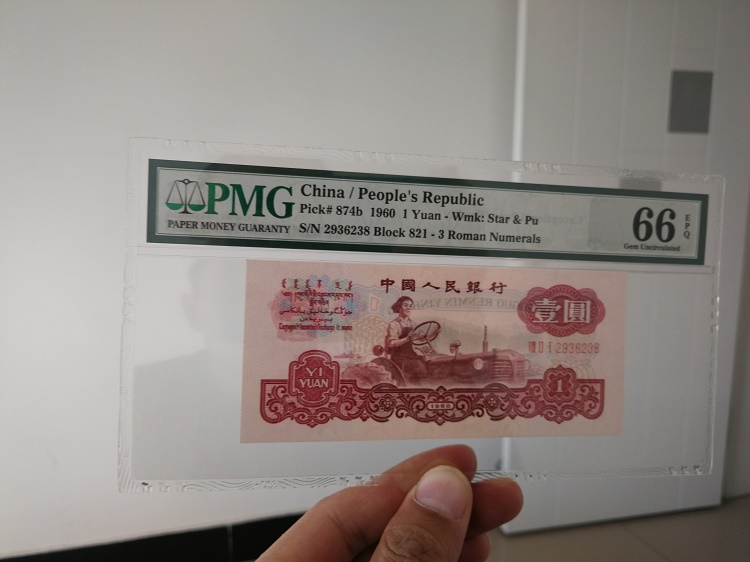 PMG
PAPER MONEY GUARANTY
China / People's Republic
Pick# 874b 1960 1 Yuan - Wmk: Star & Pu
S/N 2936238 Block 821 - 3 Roman Numerals
66 EPQ
Gem Uncirculated
中國人民銀行
壹圓
2936238
YI
YUAN
1960
1